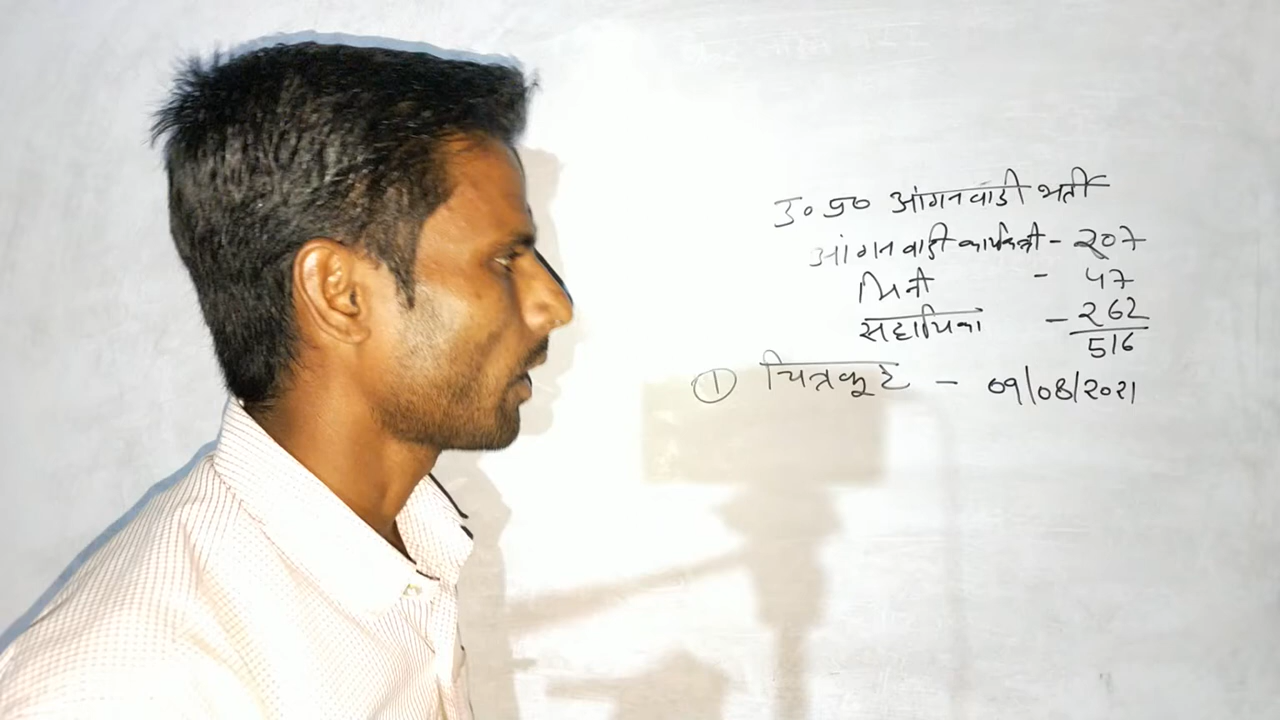 उ० प्र० आंगनवाडी भर्ती
आंगनवाडी कार्यकत्री - 207
मिनी - 47
सहायिका - 262
516
① चित्रकूट - 09/08/2021